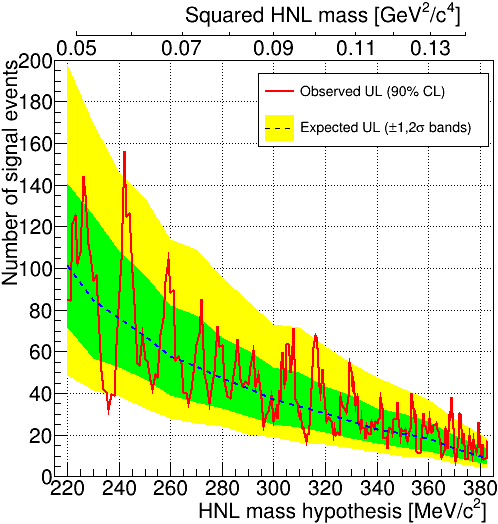 Squared HNL mass [GeV²/c⁴]
0.05 0.07 0.09 0.11 0.13
Number of signal events
200
180
160
140
120
100
80
60
40
20
0
Observed UL (90% CL)
Expected UL (±1,2σ bands)
220 240 260 280 300 320 340 360 380
HNL mass hypothesis [MeV/c²]